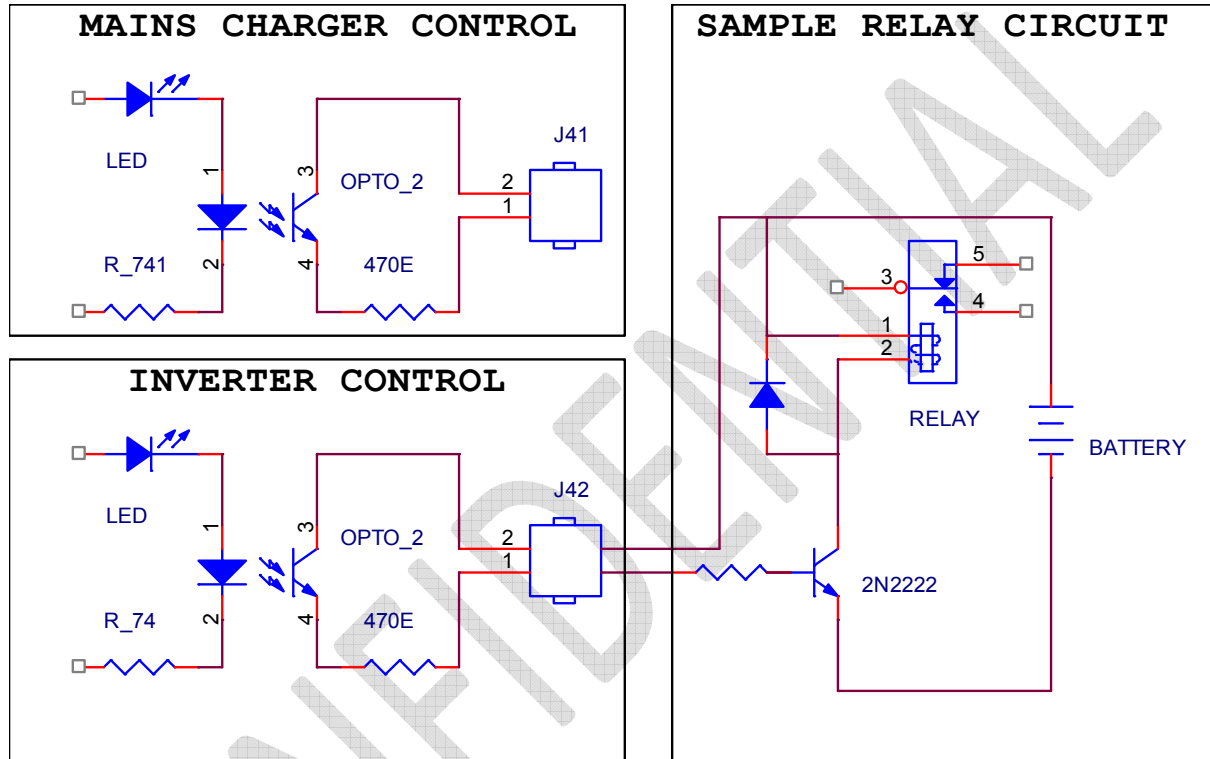 MAINS CHARGER CONTROL
LED
1
2
R_741
3
4
OPTO_2
470E
J41
2
1
INVERTER CONTROL
LED
1
2
R_74
3
4
OPTO_2
470E
J42
2
1
SAMPLE RELAY CIRCUIT
3
5
4
1
2
RELAY
BATTERY
2N2222
NFIDENTIAL